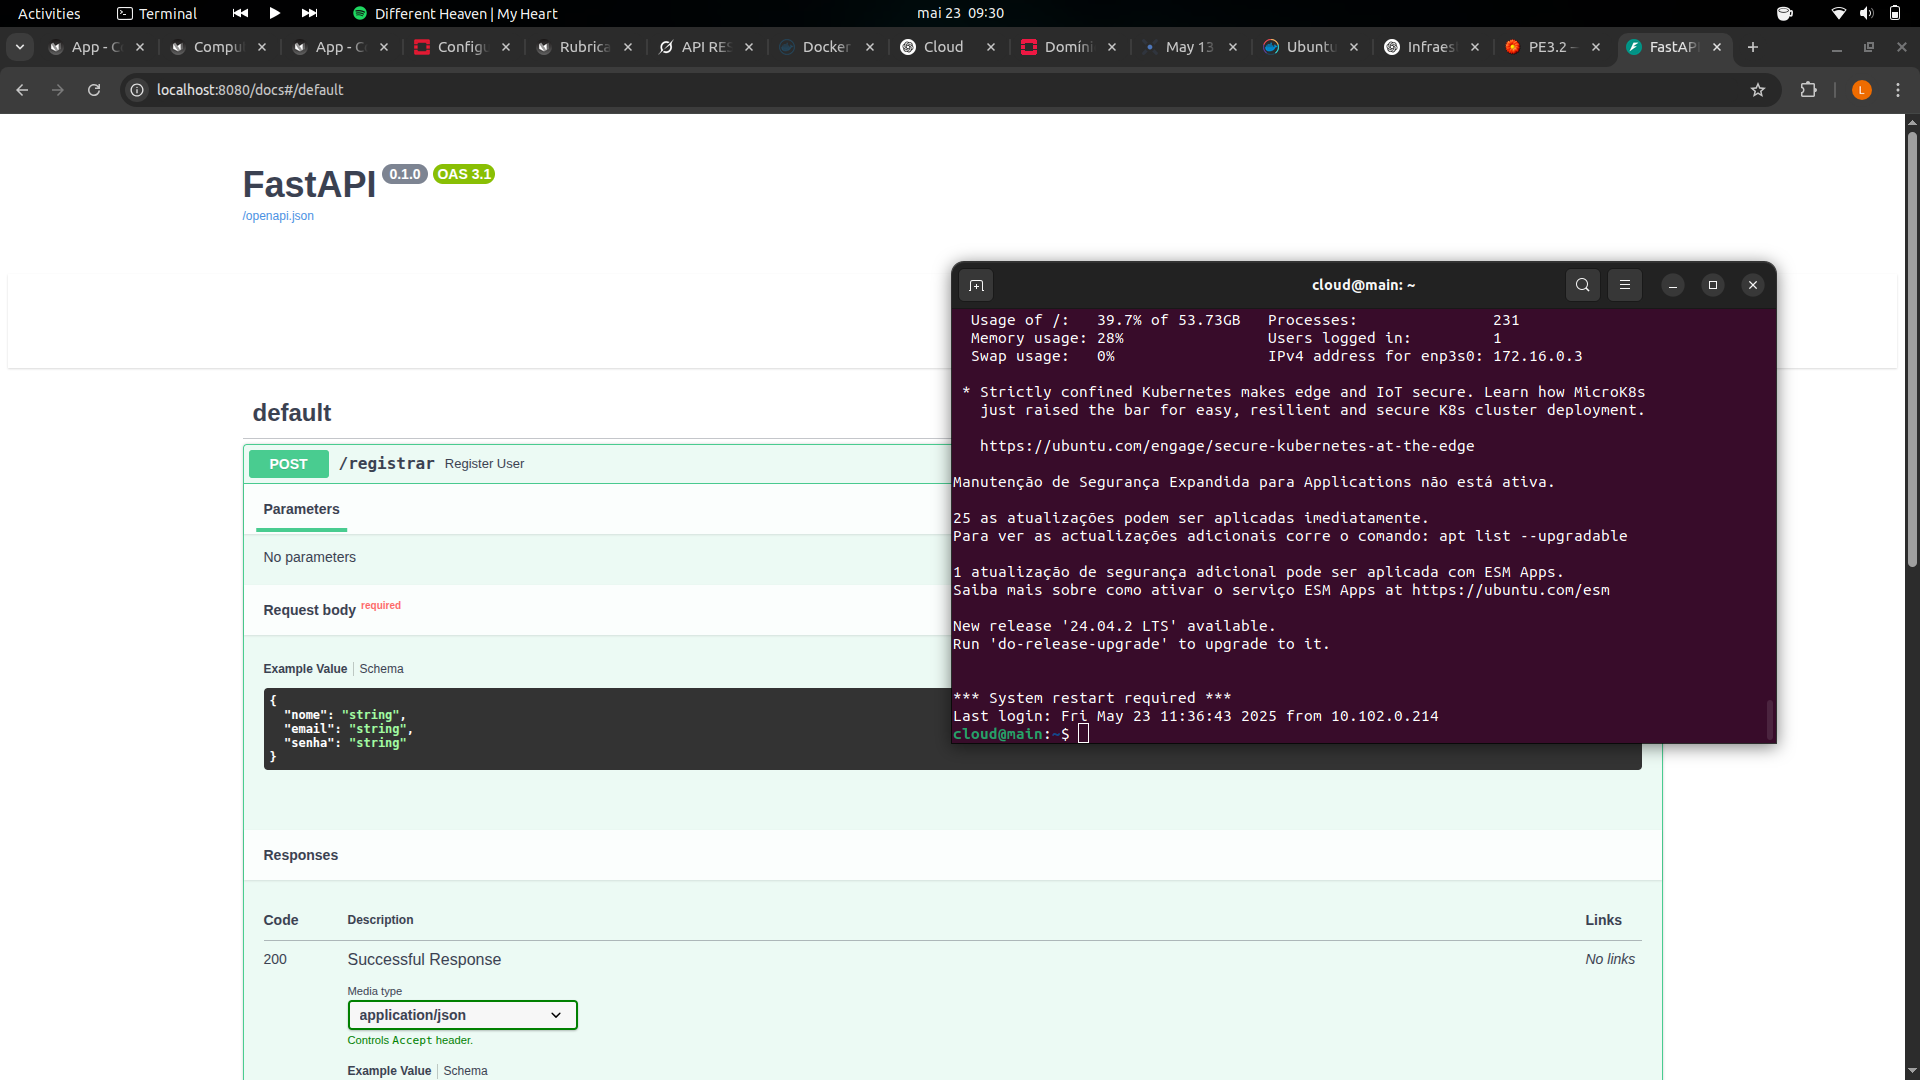 Activities
Terminal
Different Heaven | My Heart
mai 23 09:30
App - C
Compu
App - C
Configu
Rubrica
API RES
Docker
Cloud
Domíni
May 13
Ubuntu
Infraes
PE3.2 -
FastAPI
localhost:8080/docs#/default
L
FastAPI 0.1.0 OAS 3.1
/openapi.json
default
POST /registrar Register User
Parameters
No parameters
Request body required
Example Value Schema
{
"nome": "string",
"email": "string",
"senha": "string"
}
Responses
Code Description Links
200 Successful Response No links
Media type
application/json
Controls Accept header.
Example Value Schema
cloud@main: ~
Usage of /: 39.7% of 53.73GB Processes: 231
Memory usage: 28% Users logged in: 1
Swap usage: 0% IPv4 address for enp3s0: 172.16.0.3
* Strictly confined Kubernetes makes edge and IoT secure. Learn how MicroK8s
just raised the bar for easy, resilient and secure K8s cluster deployment.
https://ubuntu.com/engage/secure-kubernetes-at-the-edge
Manutenção de Segurança Expandida para Applications não está ativa.
25 as atualizações podem ser aplicadas imediatamente.
Para ver as actualizações adicionais corre o comando: apt list --upgradable
1 atualização de segurança adicional pode ser aplicada com ESM Apps.
Saiba mais sobre como ativar o serviço ESM Apps at https://ubuntu.com/esm
New release '24.04.2 LTS' available.
Run 'do-release-upgrade' to upgrade to it.
*** System restart required ***
Last login: Fri May 23 11:36:43 2025 from 10.102.0.214
cloud@main:~$